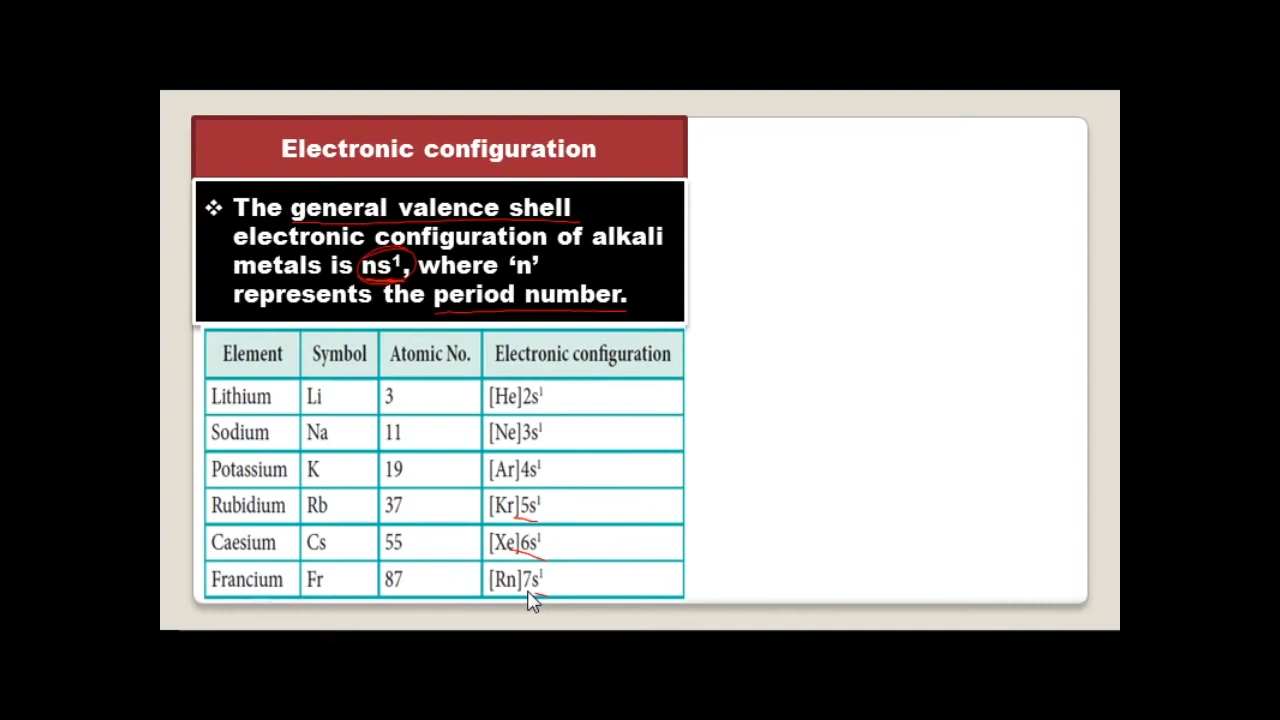 Electronic configuration
❖ The general valence shell
electronic configuration of alkali
metals is ns¹, where ‘n’
represents the period number.
Element Symbol Atomic No. Electronic configuration
Lithium Li 3 [He]2s¹
Sodium Na 11 [Ne]3s¹
Potassium K 19 [Ar]4s¹
Rubidium Rb 37 [Kr]5s¹
Caesium Cs 55 [Xe]6s¹
Francium Fr 87 [Rn]7s¹